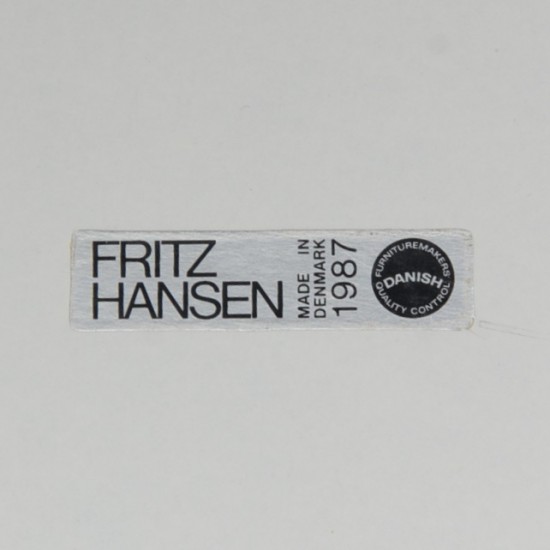 FRITZ
HANSEN
MADE IN
DENMARK
1987
FURNITUREMAKERS
DANISH
QUALITY CONTROL